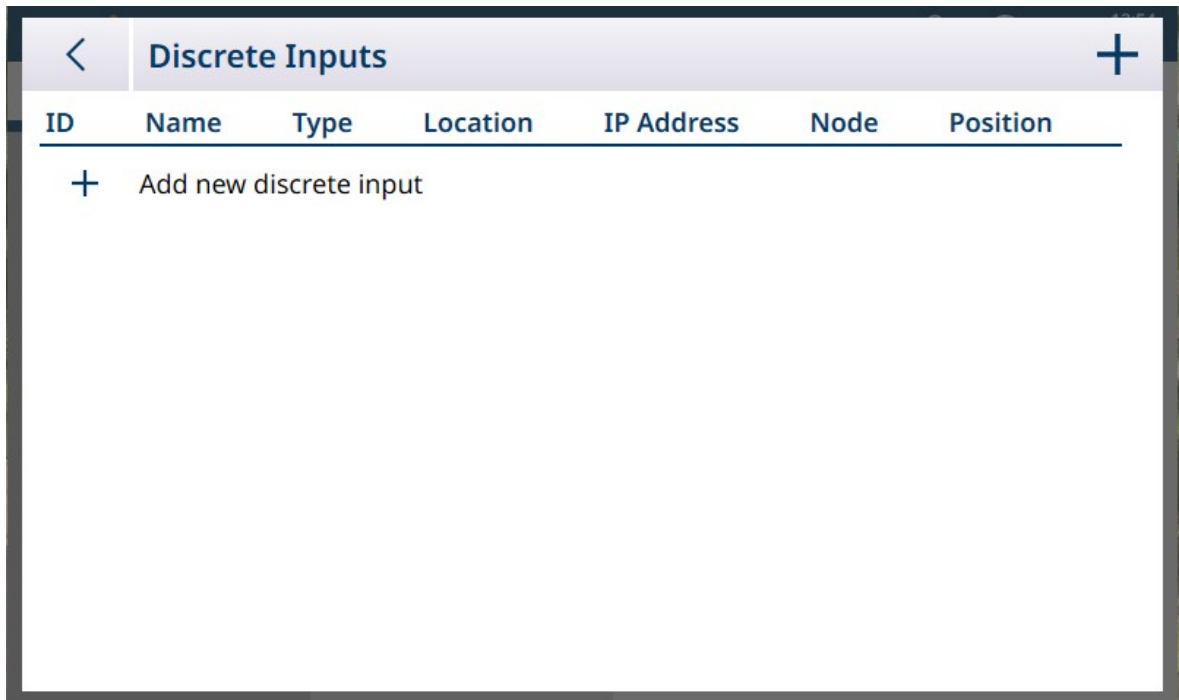 Discrete Inputs
ID Name Type Location IP Address Node Position
Add new discrete input